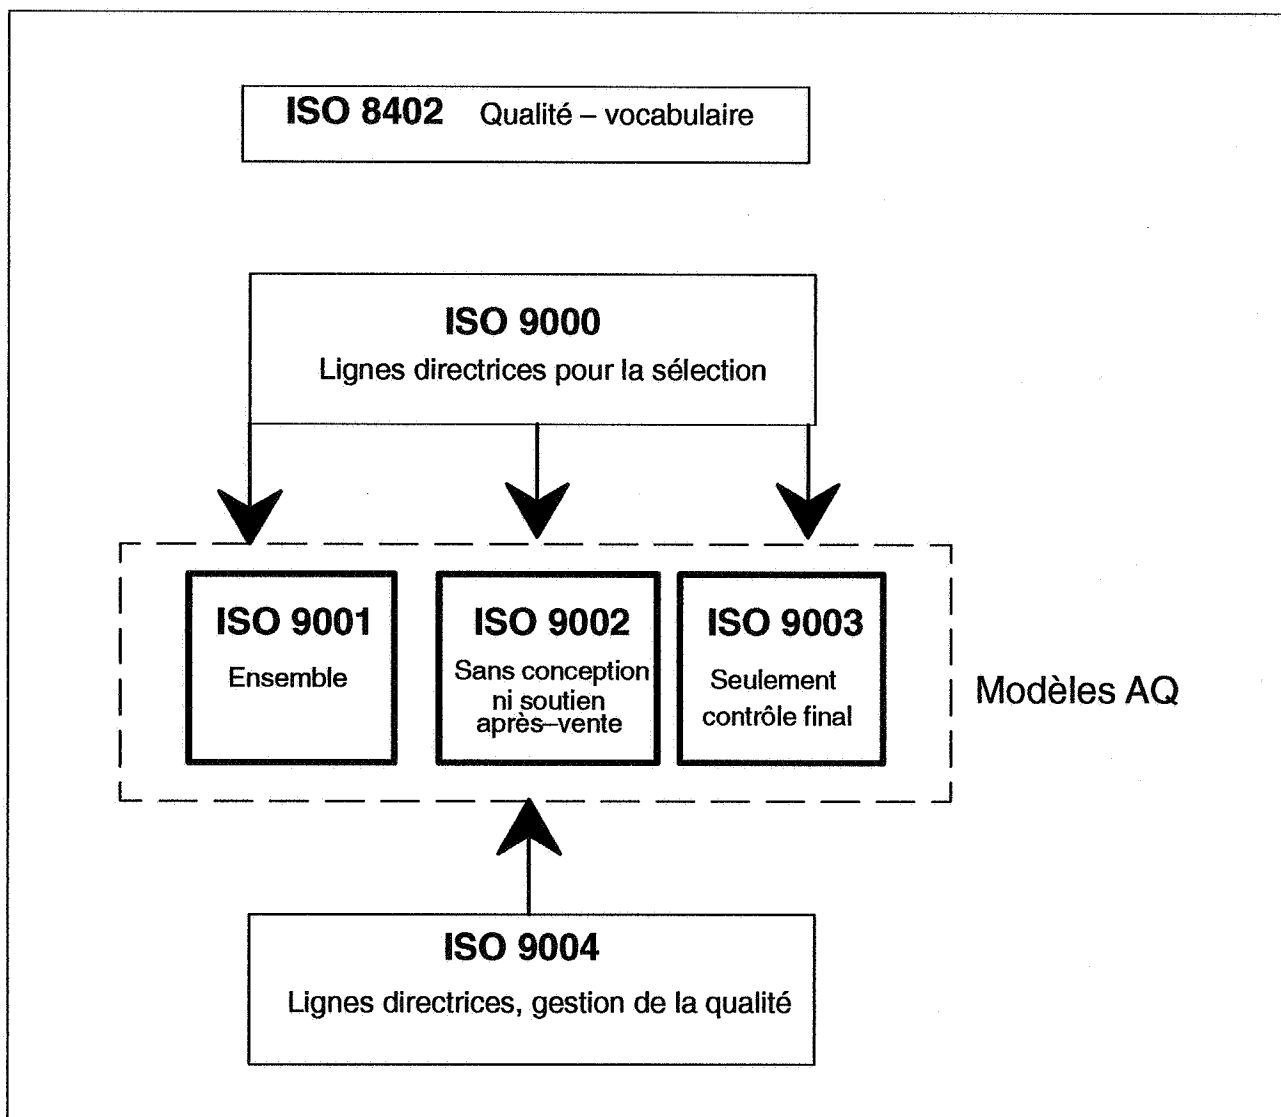 ISO 8402 Qualité – vocabulaire
ISO 9000
Lignes directrices pour la sélection
ISO 9001
Ensemble
ISO 9002
Sans conception
ni soutien
après–vente
ISO 9003
Seulement
contrôle final
Modèles AQ
ISO 9004
Lignes directrices, gestion de la qualité